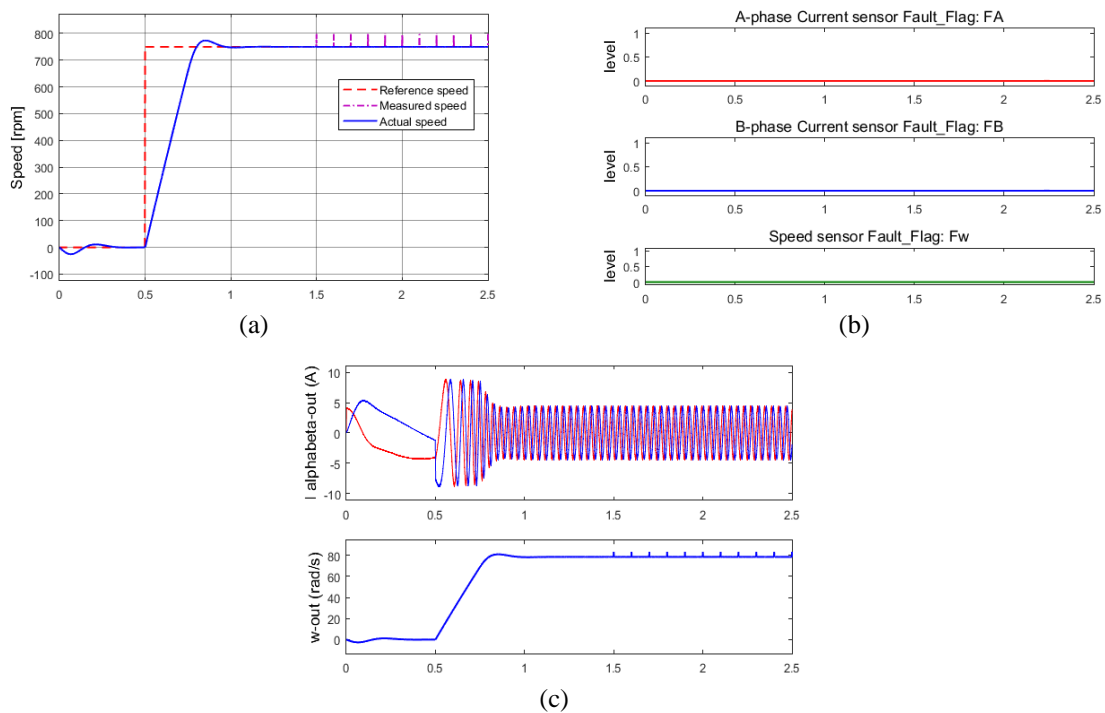 Speed [rpm]
800
700
600
500
400
300
200
100
0
-100
0 0.5 1 1.5 2 2.5
Reference speed
Measured speed
Actual speed
(a)
A-phase Current sensor Fault_Flag: FA
level
1
0.5
0
0 0.5 1 1.5 2 2.5
B-phase Current sensor Fault_Flag: FB
level
1
0.5
0
0 0.5 1 1.5 2 2.5
Speed sensor Fault_Flag: Fw
level
1
0.5
0
0 0.5 1 1.5 2 2.5
(b)
I alphabeta-out (A)
10
5
0
-5
-10
0 0.5 1 1.5 2 2.5
w-out (rad/s)
80
60
40
20
0
0 0.5 1 1.5 2 2.5
(c)